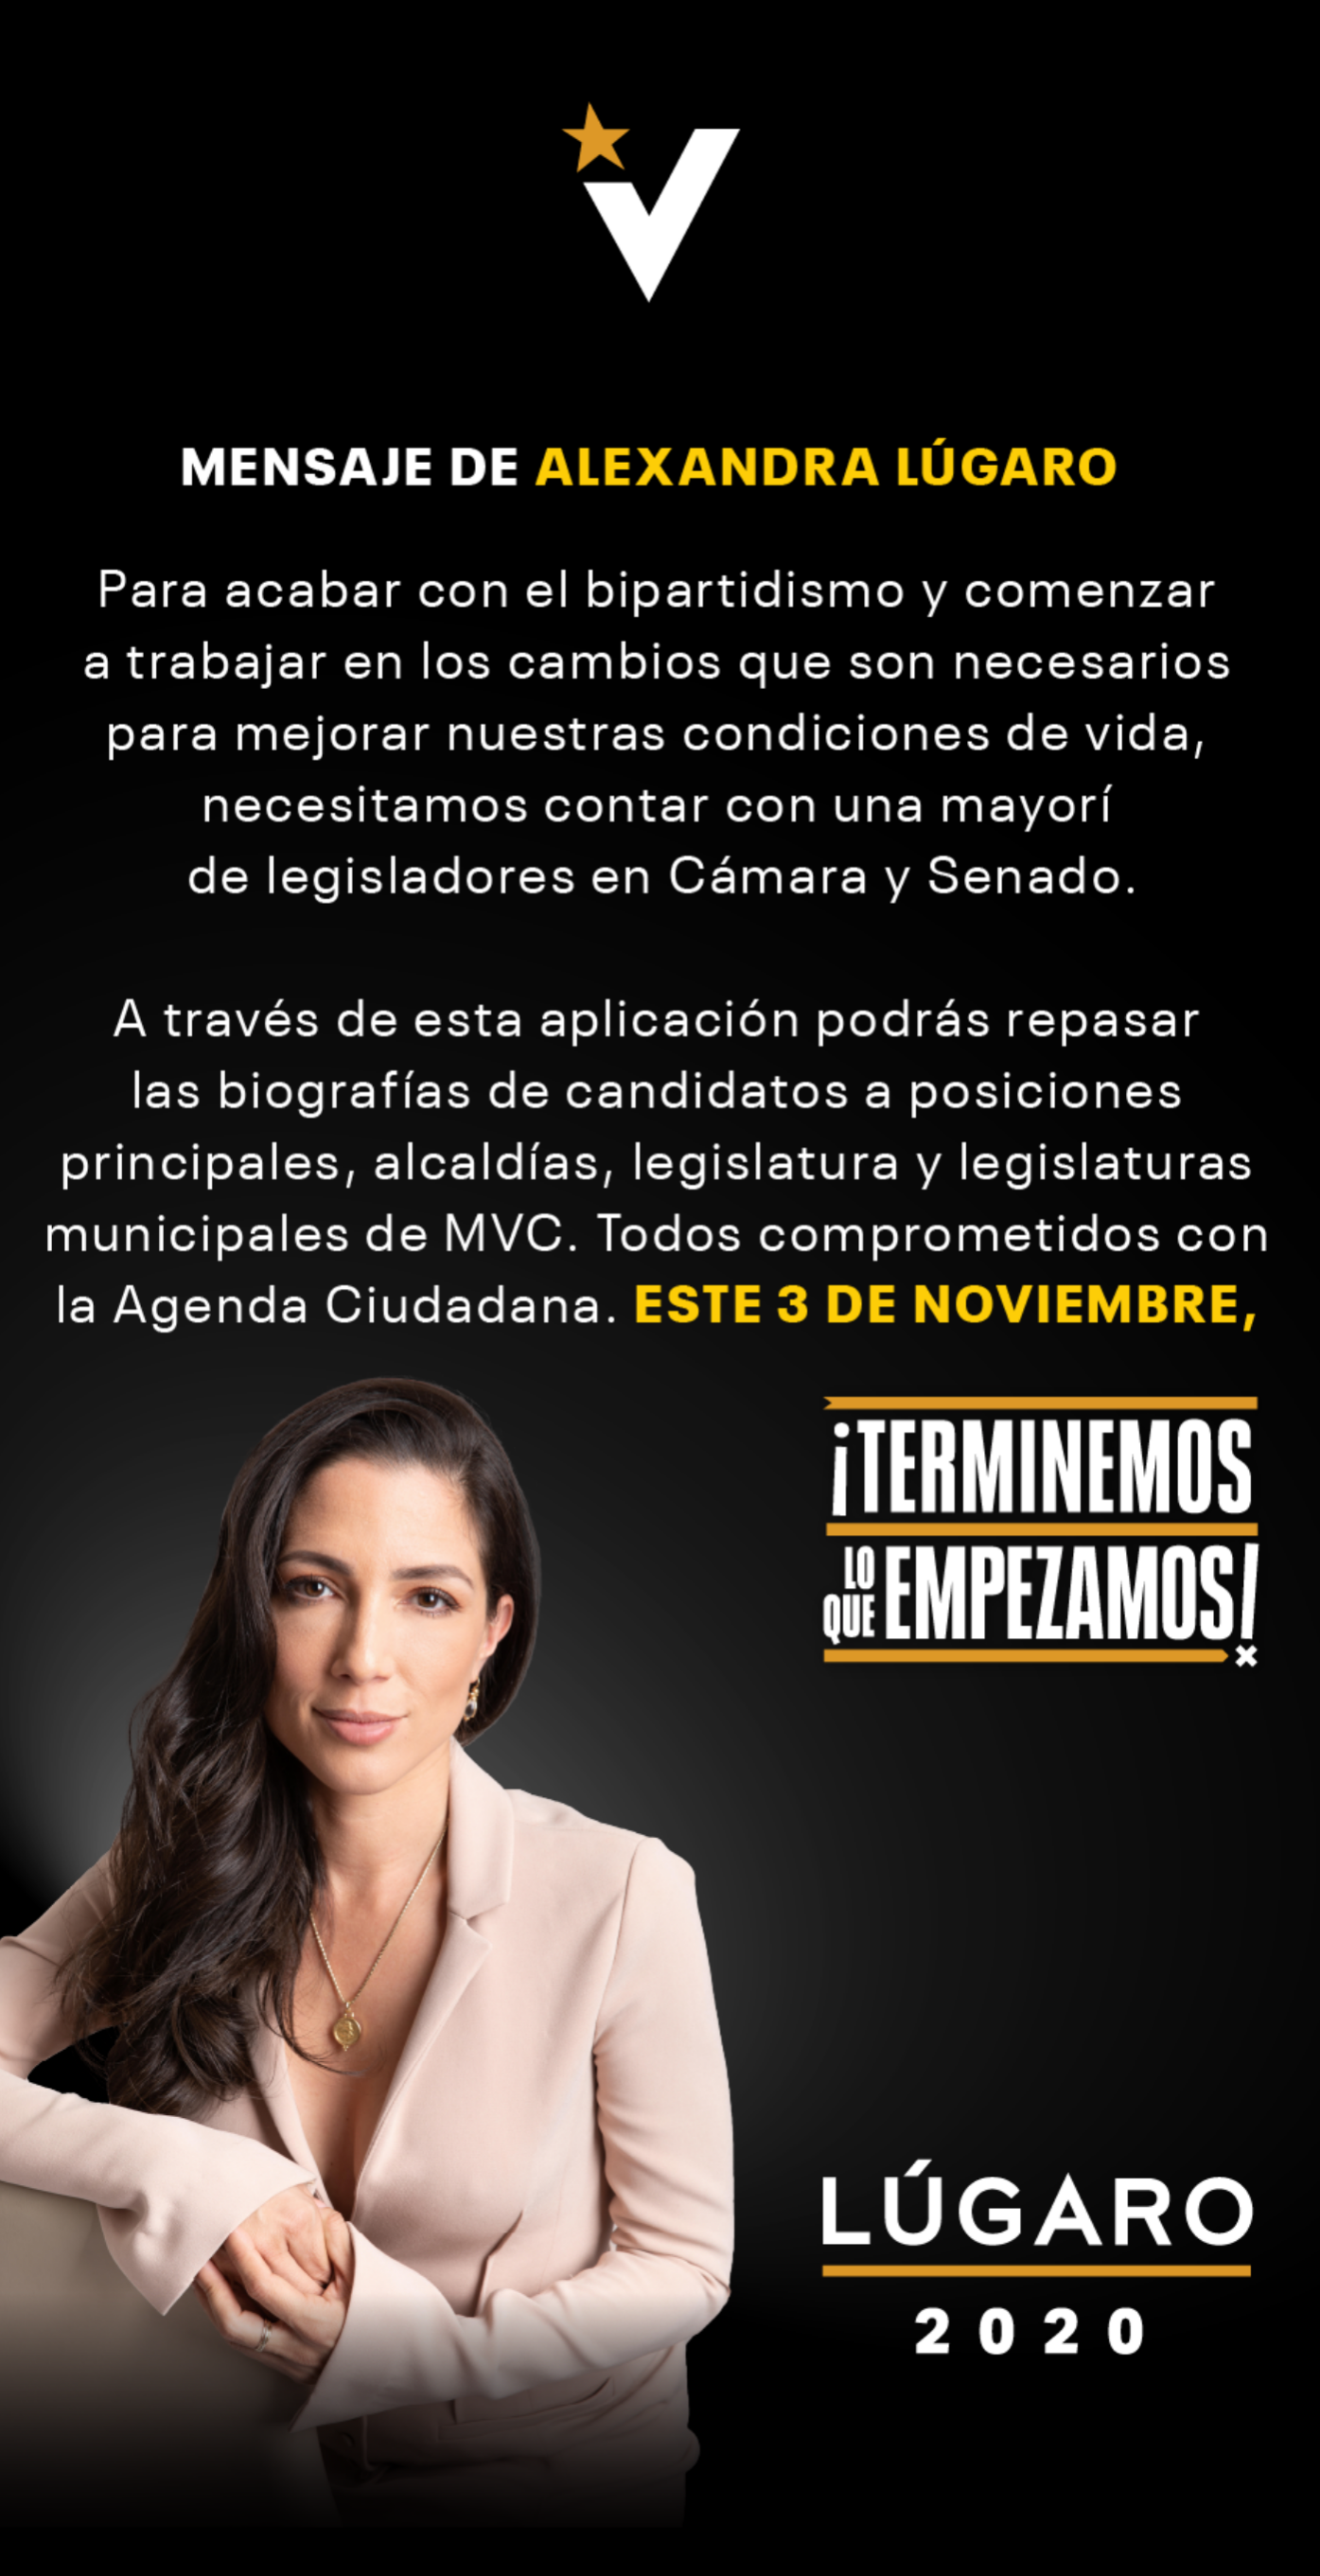 MENSAJE DE ALEXANDRA LÚGARO
Para acabar con el bipartidismo y comenzar
a trabajar en los cambios que son necesarios
para mejorar nuestras condiciones de vida,
necesitamos contar con una mayorí
de legisladores en Cámara y Senado.
A través de esta aplicación podrás repasar
las biografías de candidatos a posiciones
principales, alcaldías, legislatura y legislaturas
municipales de MVC. Todos comprometidos con
la Agenda Ciudadana. ESTE 3 DE NOVIEMBRE,
¡TERMINEMOS
LO QUE EMPEZAMOS!
LÚGARO
2020